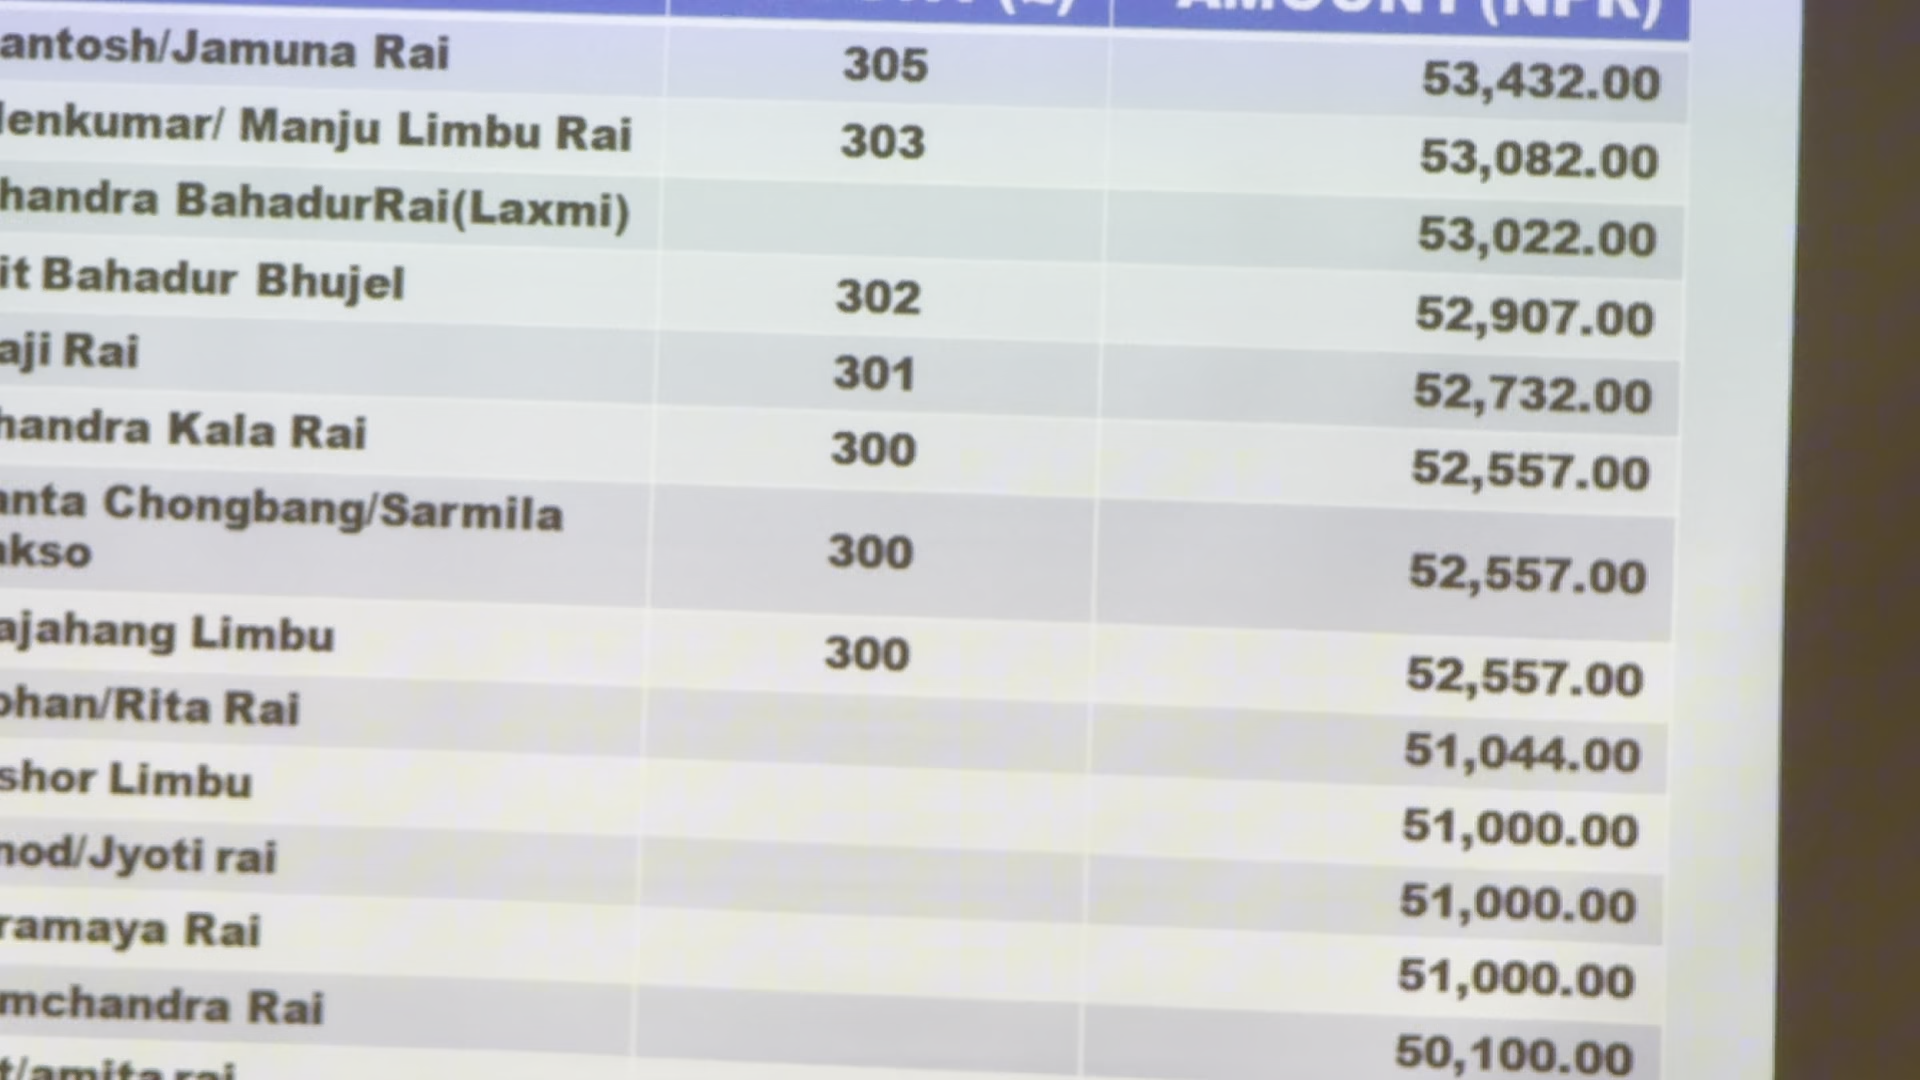 AMOUNT (NPR)
antosh/Jamuna Rai 305 53,432.00
lenkumar/ Manju Limbu Rai 303 53,082.00
handra BahadurRai(Laxmi) 53,022.00
it Bahadur Bhujel 302 52,907.00
aji Rai 301 52,732.00
handra Kala Rai 300 52,557.00
anta Chongbang/Sarmila
akso 300 52,557.00
ajahang Limbu 300 52,557.00
ohan/Rita Rai 51,044.00
shor Limbu 51,000.00
nod/Jyoti rai 51,000.00
ramaya Rai 51,000.00
mchandra Rai 50,100.00
t/amita rai